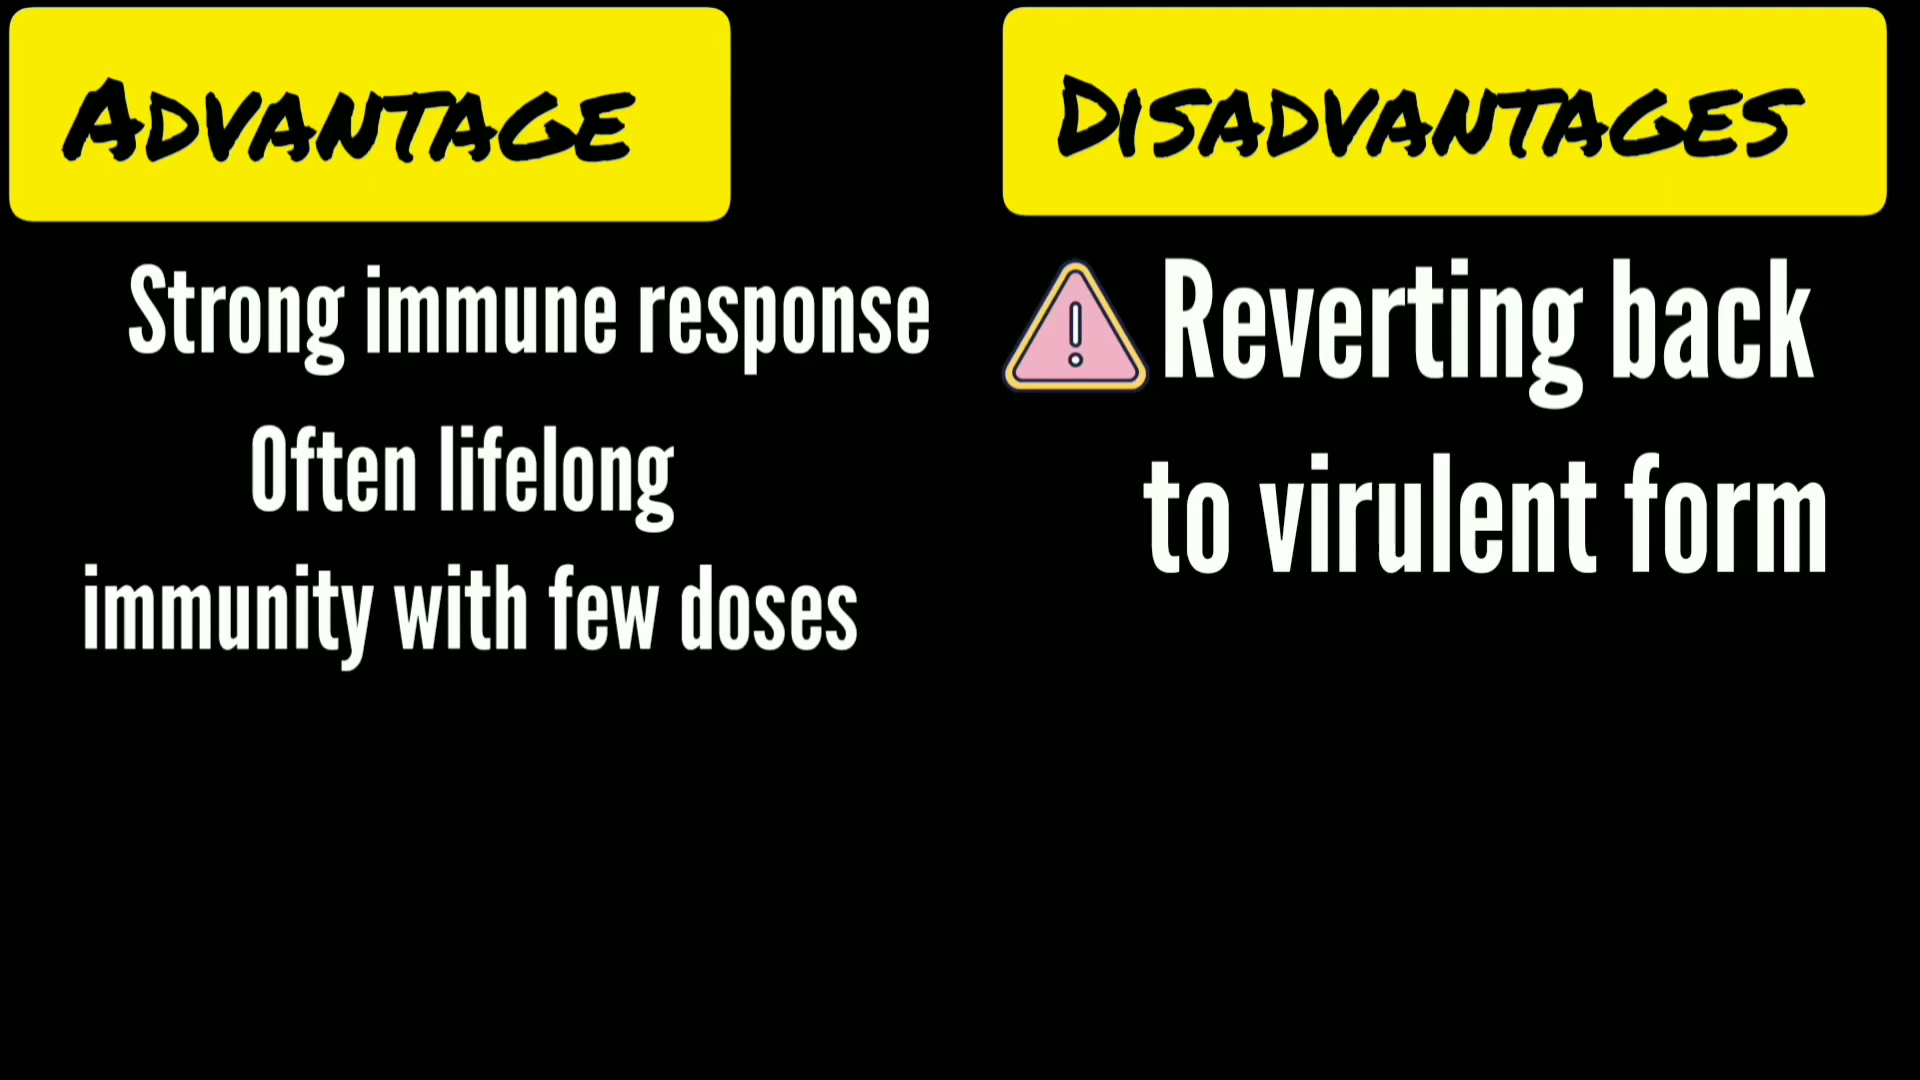 ADVANTAGE
Strong immune response
Often lifelong
immunity with few doses
DISADVANTAGES
Reverting back
to virulent form